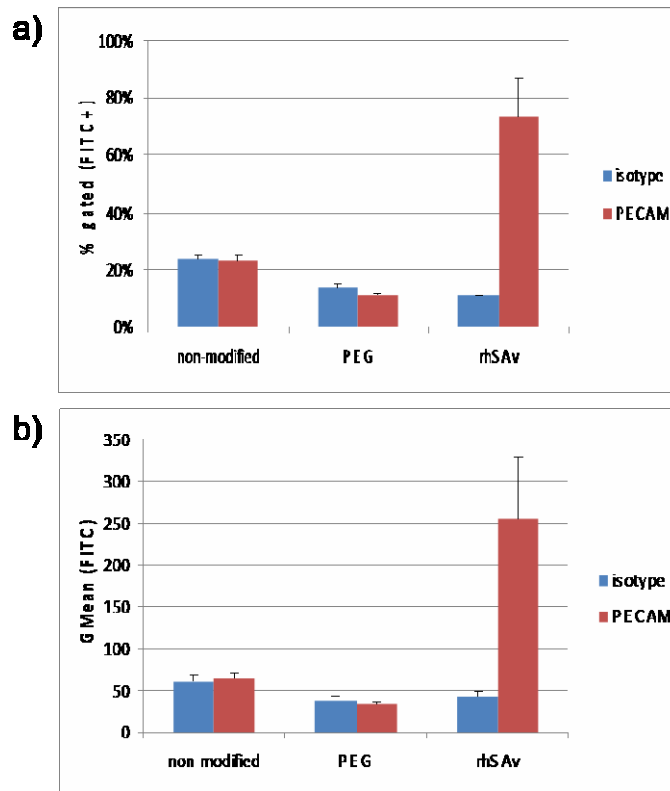 a)
% gated (FITC+)
100%
80%
60%
40%
20%
0%
non-modified PEG rhSAv
isotype
PECAM
b)
GMean (FITC)
350
300
250
200
150
100
50
0
non modified PEG rhSAv
isotype
PECAM